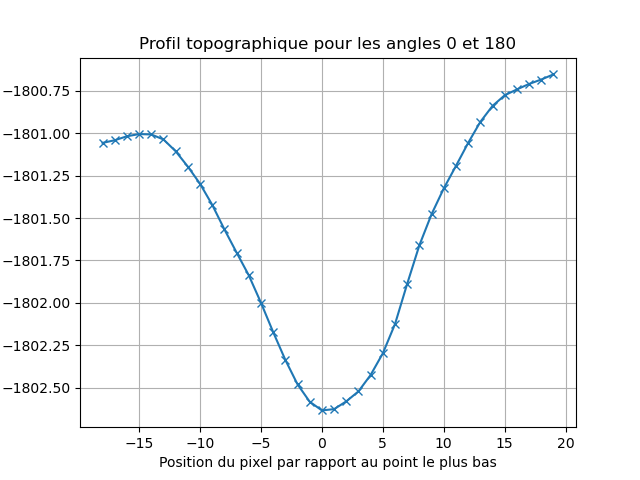 Profil topographique pour les angles 0 et 180
−1800.75
−1801.00
−1801.25
−1801.50
−1801.75
−1802.00
−1802.25
−1802.50
−15 −10 −5 0 5 10 15 20
Position du pixel par rapport au point le plus bas